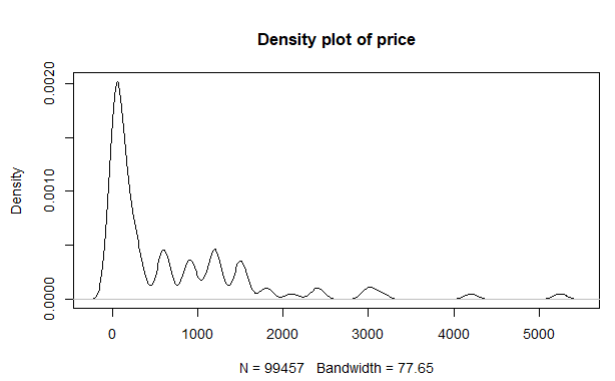 Density plot of price
Density
0.0020
0.0010
0.0000
0 1000 2000 3000 4000 5000
N = 99457 Bandwidth = 77.65